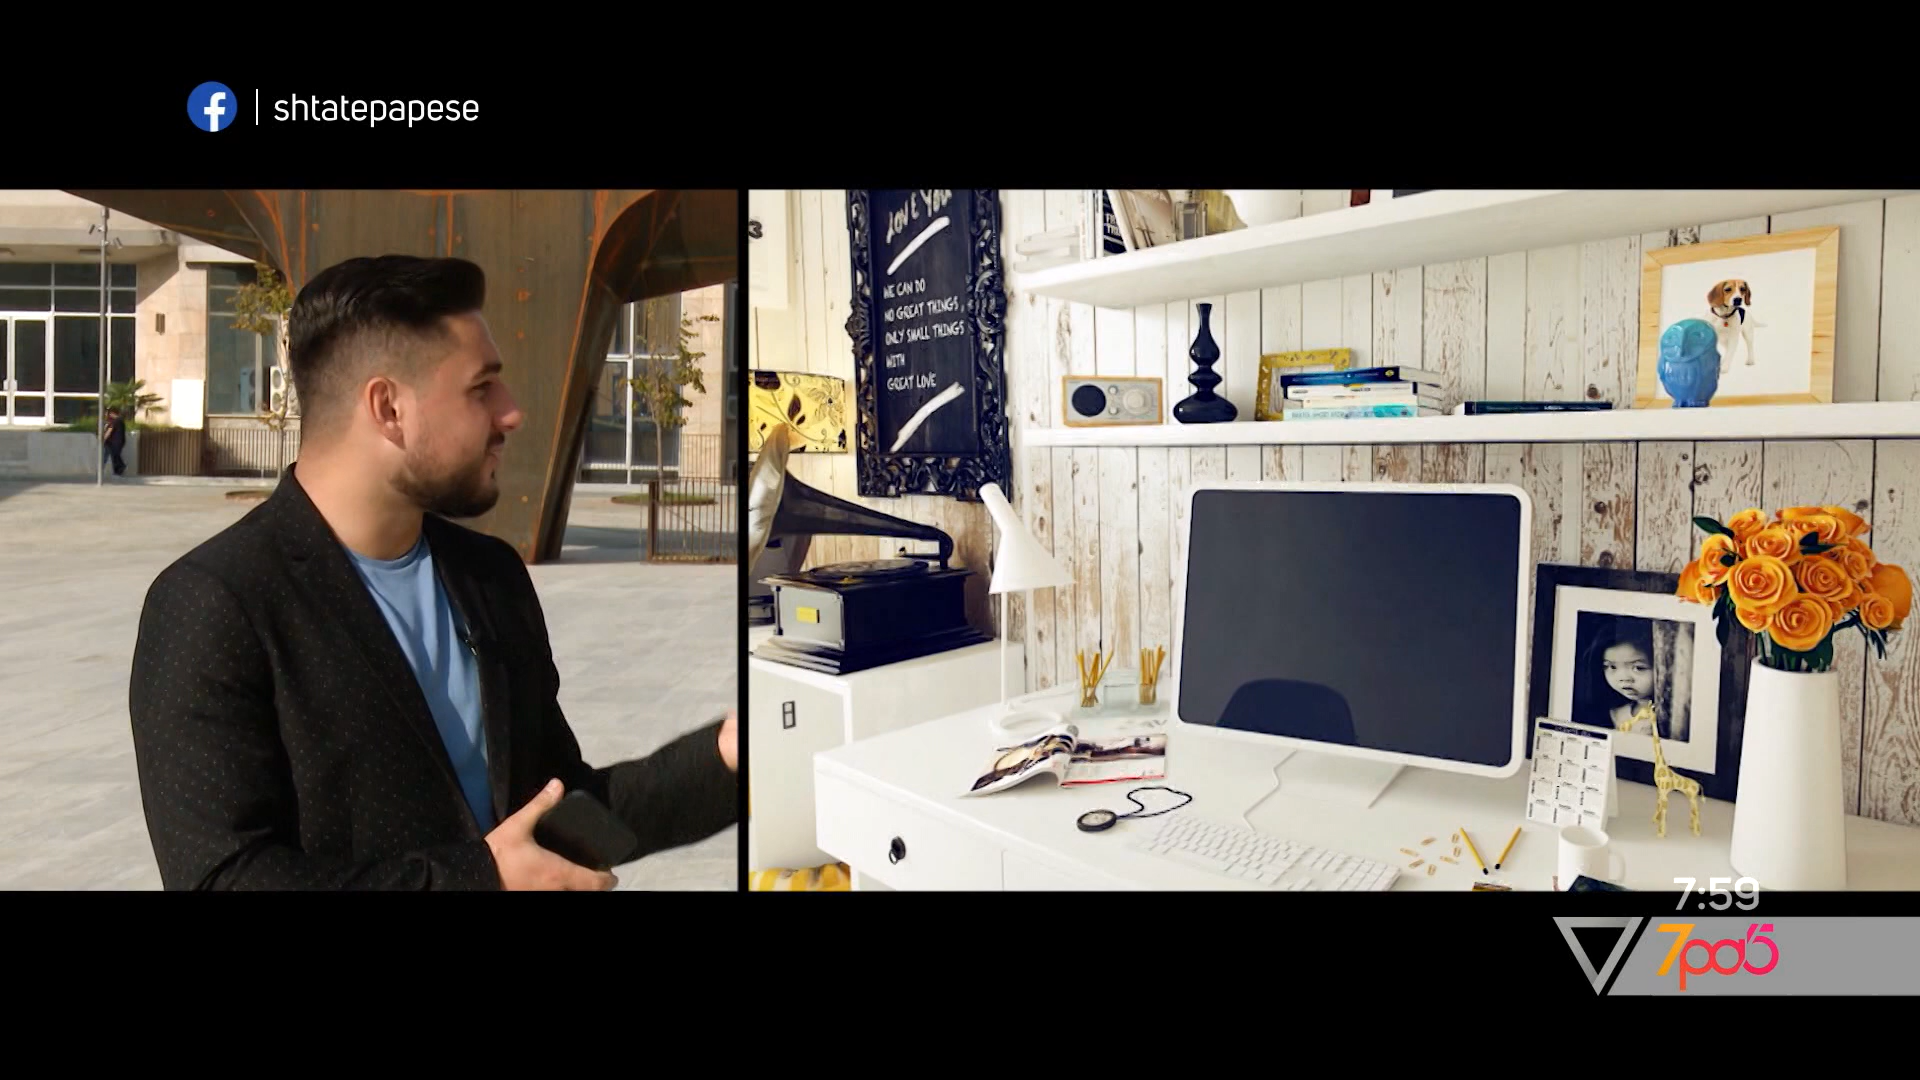 shtatepapese
LOVE YOU
WE CAN DO
NO GREAT THINGS,
ONLY SMALL THINGS
WITH
GREAT LOVE
7:59
7pa5